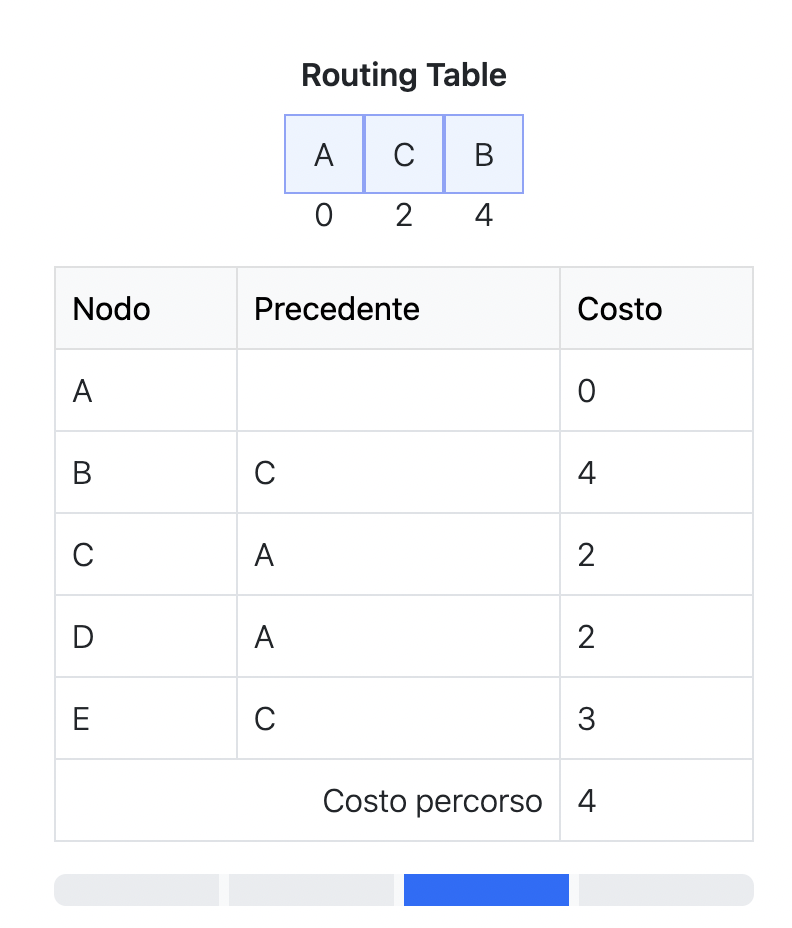 Routing Table
A C B
0 2 4
Nodo Precedente Costo
A 0
B C 4
C A 2
D A 2
E C 3
Costo percorso 4